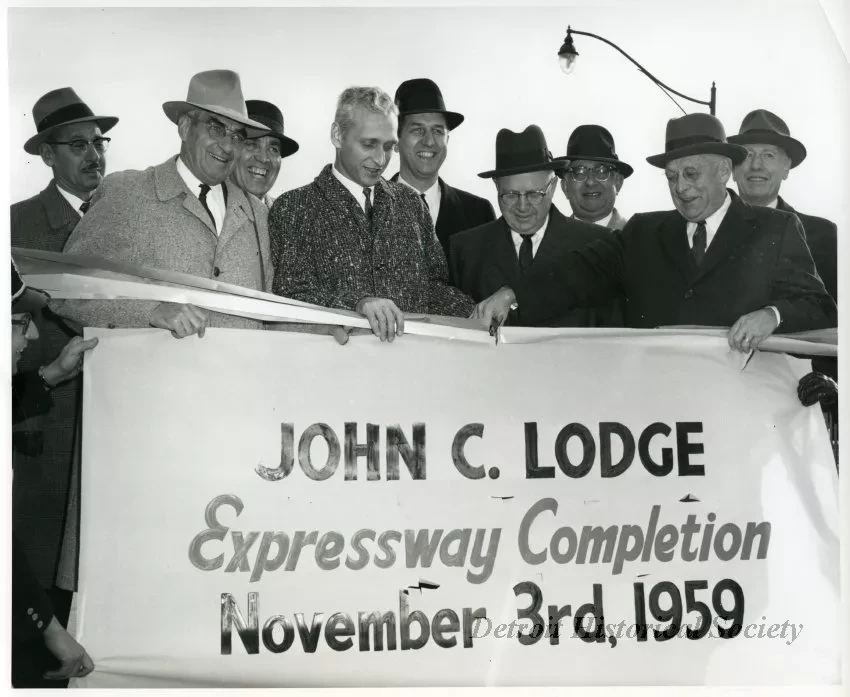 JOHN C. LODGE
Expressway Completion
November 3rd, 1959
Detroit Historical Society